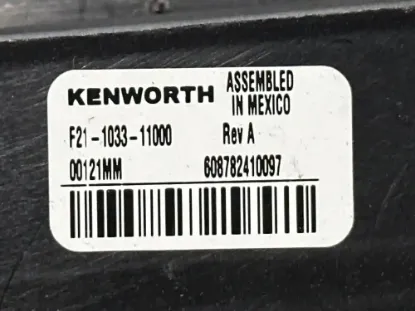 KENWORTH ASSEMBLED IN MEXICO
F21-1033-11000 Rev A
00121MM 608782410097